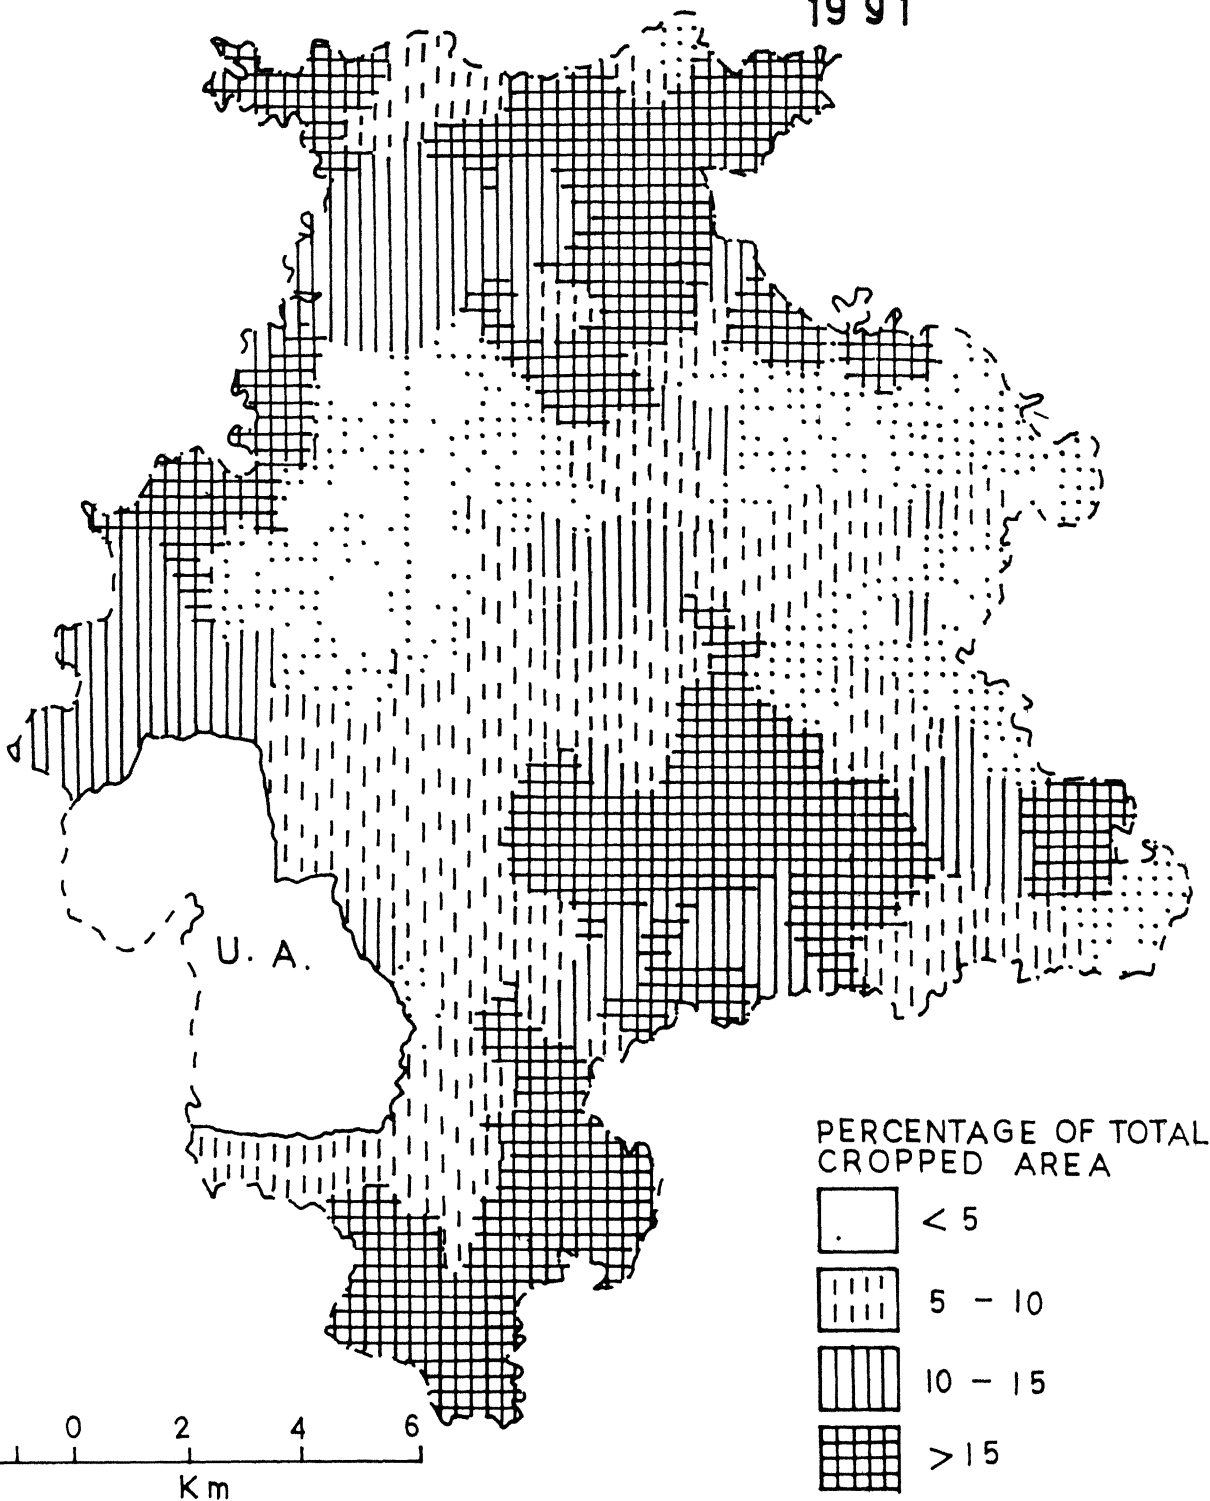 1991
U. A.
PERCENTAGE OF TOTAL
CROPPED AREA
< 5
5 - 10
10 - 15
> 15
0 2 4 6
Km